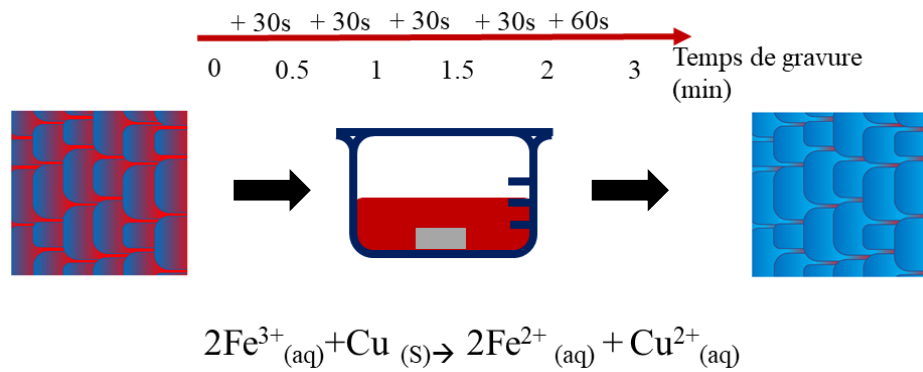 + 30s + 30s + 30s + 30s + 60s
0 0.5 1 1.5 2 3 Temps de gravure
(min)
2Fe³⁺ (aq)+Cu (S)→ 2Fe²⁺ (aq) + Cu²⁺(aq)